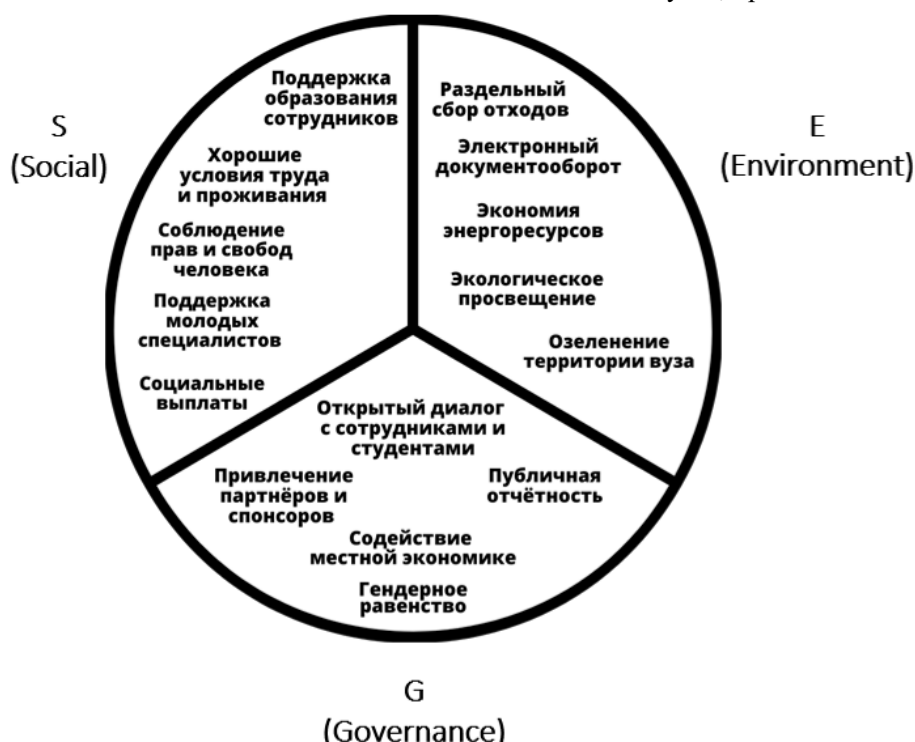 S
(Social)
E
(Environment)
Поддержка
образования
сотрудников
Хорошие
условия труда
и проживания
Соблюдение
прав и свобод
человека
Поддержка
молодых
специалистов
Социальные
выплаты
Раздельный
сбор отходов
Электронный
документооборот
Экономия
энергоресурсов
Экологическое
просвещение
Озеленение
территории вуза
Открытый диалог
с сотрудниками и
студентами
Привлечение
партнёров и
спонсоров
Публичная
отчётность
Содействие
местной экономике
Гендерное
равенство
G
(Governance)